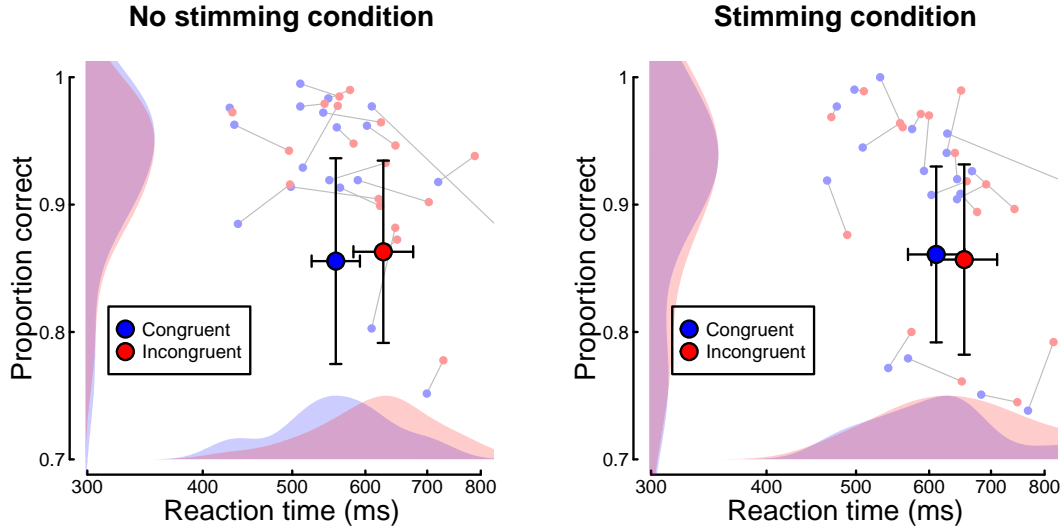 No stimming condition
Proportion correct
1
0.9
0.8
0.7
Congruent
Incongruent
300 400 500 600 700 800
Reaction time (ms)
Stimming condition
Proportion correct
1
0.9
0.8
0.7
Congruent
Incongruent
300 400 500 600 700 800
Reaction time (ms)